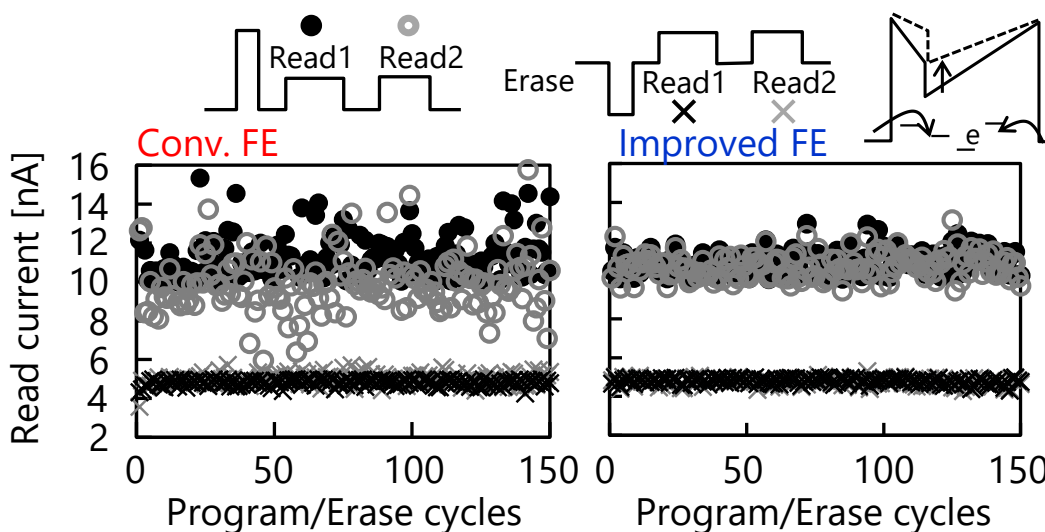 Read1 Read2
Erase Read1 Read2
e
Conv. FE
Improved FE
Read current [nA]
16
14
12
10
8
6
4
2
0 50 100 150
0 50 100 150
Program/Erase cycles
Program/Erase cycles